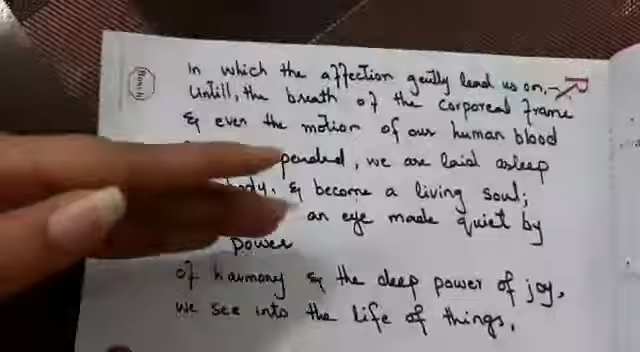 In which the affection gently lead us on,-
Untill, the breath of the corporeal frame
& even the motion of our human blood
pended, we are laid asleep
body, & become a living soul;
an eye made quiet by
power
of harmony & the deep power of joy,
we see into the life of things,